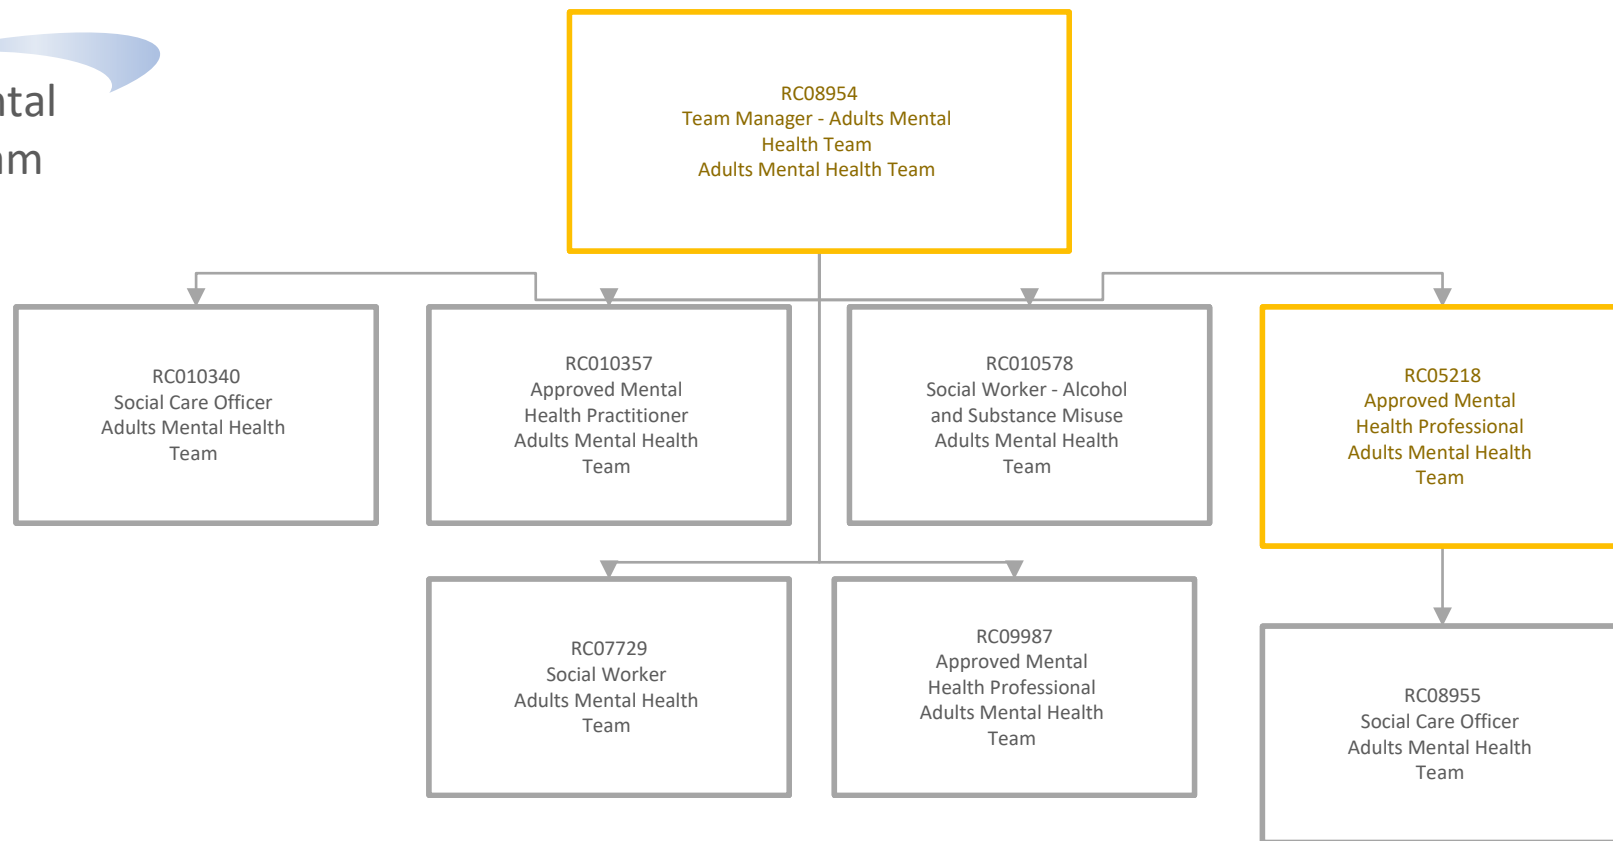 RC08954
Team Manager - Adults Mental
Health Team
Adults Mental Health Team
RC010340
Social Care Officer
Adults Mental Health
Team
RC010357
Approved Mental
Health Practitioner
Adults Mental Health
Team
RC010578
Social Worker - Alcohol
and Substance Misuse
Adults Mental Health
Team
RC05218
Approved Mental
Health Professional
Adults Mental Health
Team
RC07729
Social Worker
Adults Mental Health
Team
RC09987
Approved Mental
Health Professional
Adults Mental Health
Team
RC08955
Social Care Officer
Adults Mental Health
Team